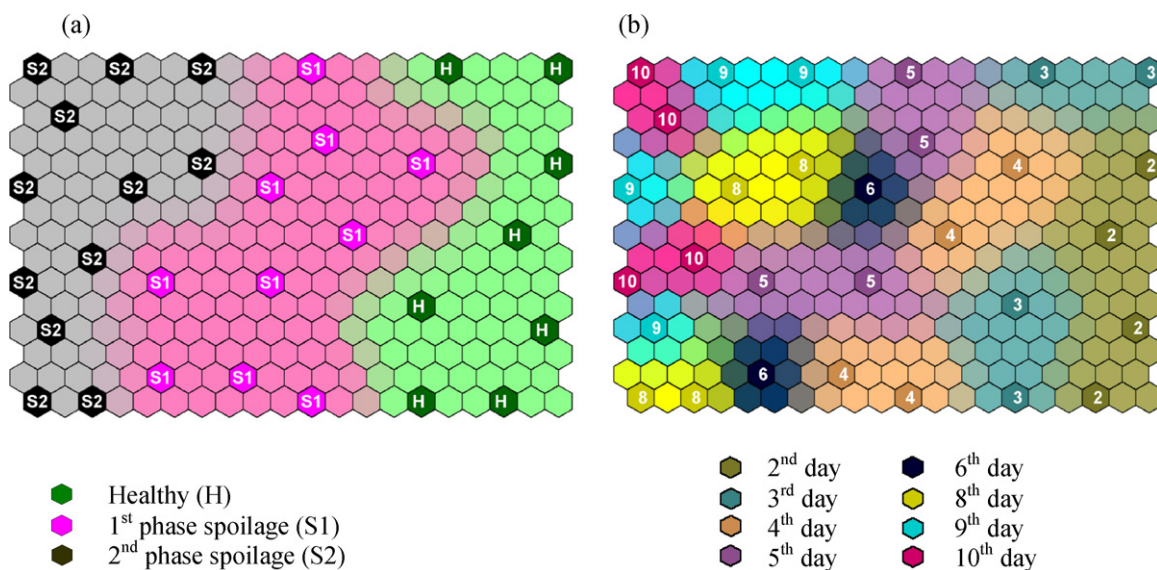 (a)
S2 S2 S2 S1 H H
S2
S1
S2 S1 H
S2 S2 S1
S1 H
S2
S2 S1 S1
H
S2 H
S1 S1
S2 S2 S1 H H
Healthy (H)
1st phase spoilage (S1)
2nd phase spoilage (S2)
(b)
10 9 9 5 3 3
10
5
8 4 2
9 8 6
4 2
10
10 5 5
3
9 2
6 4
8 8 4 3 2
2nd day
3rd day
4th day
5th day
6th day
8th day
9th day
10th day